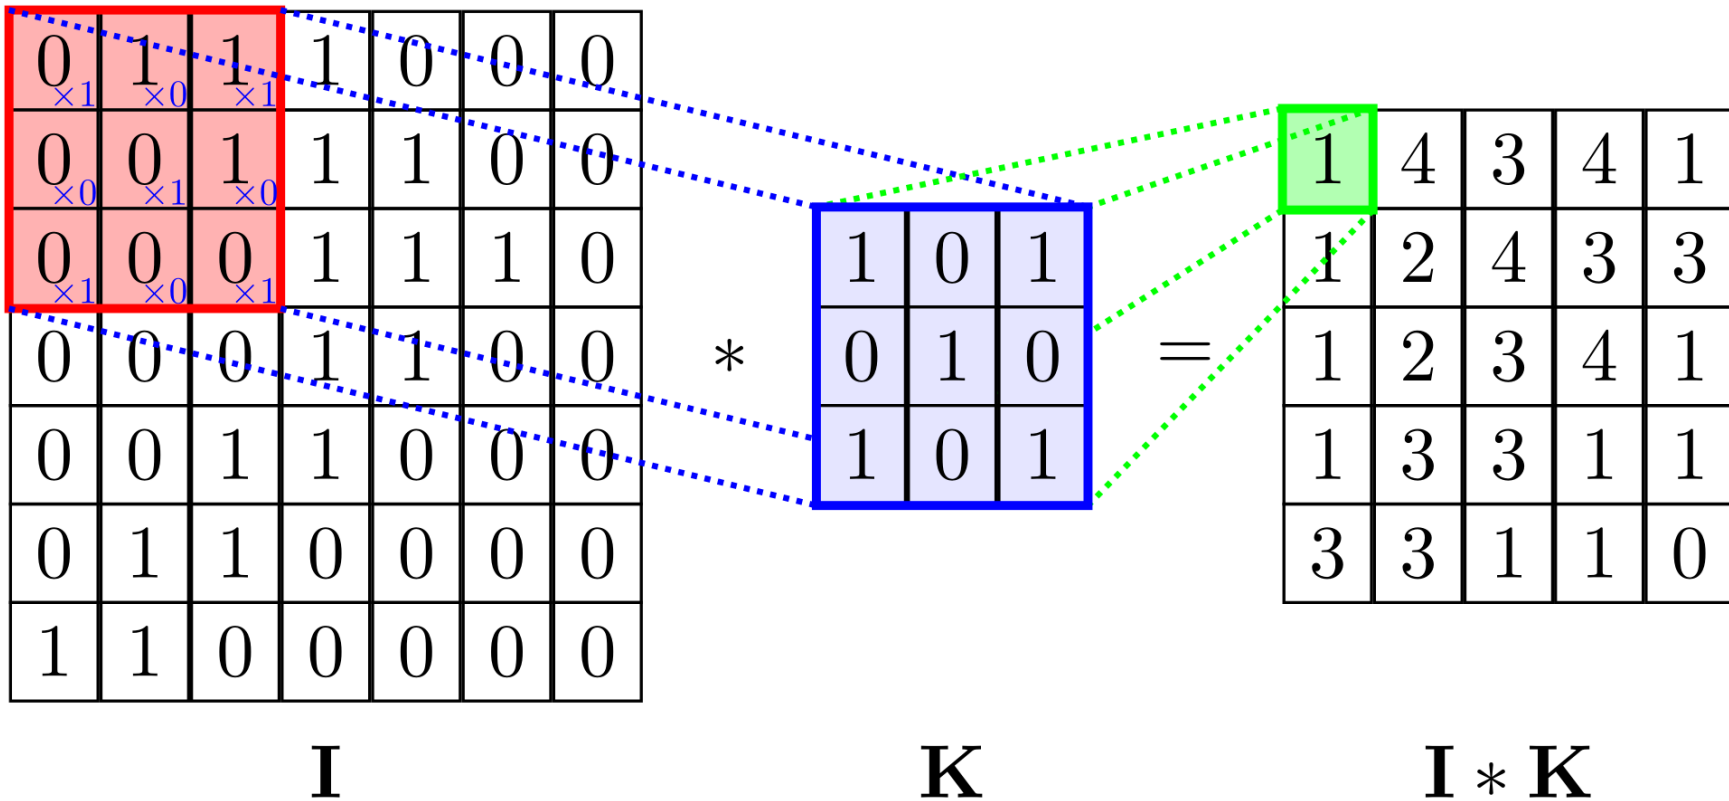 0 1 1 1 0 0 0
×1 ×0 ×1
0 0 1 1 1 0 0 1 4 3 4 1
×0 ×1 ×0
0 0 0 1 1 1 0 1 0 1 1 2 4 3 3
×1 ×0 ×1
0 0 0 1 1 0 0 * 0 1 0 = 1 2 3 4 1
0 0 1 1 0 0 0 1 0 1 1 3 3 1 1
0 1 1 0 0 0 0 3 3 1 1 0
1 1 0 0 0 0 0
I K I * K